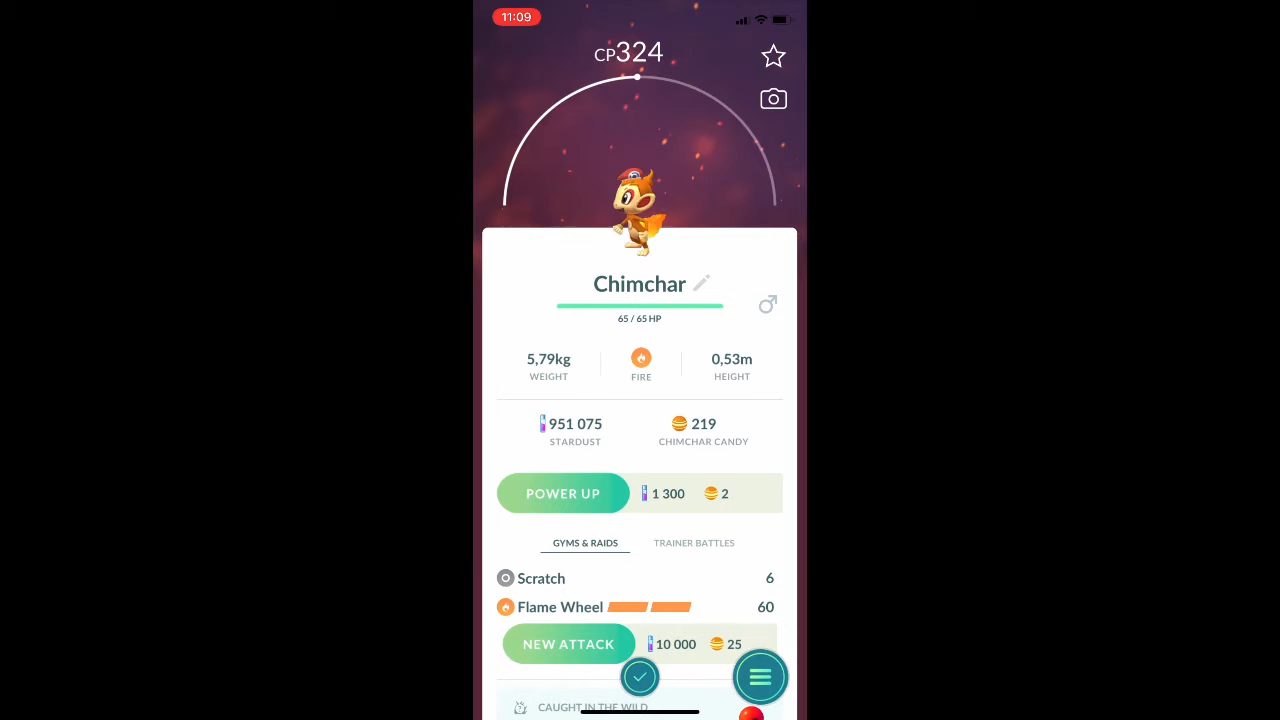 11:09
CP324
Chimchar
65 / 65 HP
5,79kg
WEIGHT
FIRE
0,53m
HEIGHT
951 075
STARDUST
219
CHIMCHAR CANDY
POWER UP
1 300
2
GYMS & RAIDS
TRAINER BATTLES
Scratch
6
Flame Wheel
60
NEW ATTACK
10 000
25
CAUGHT IN THE WILD